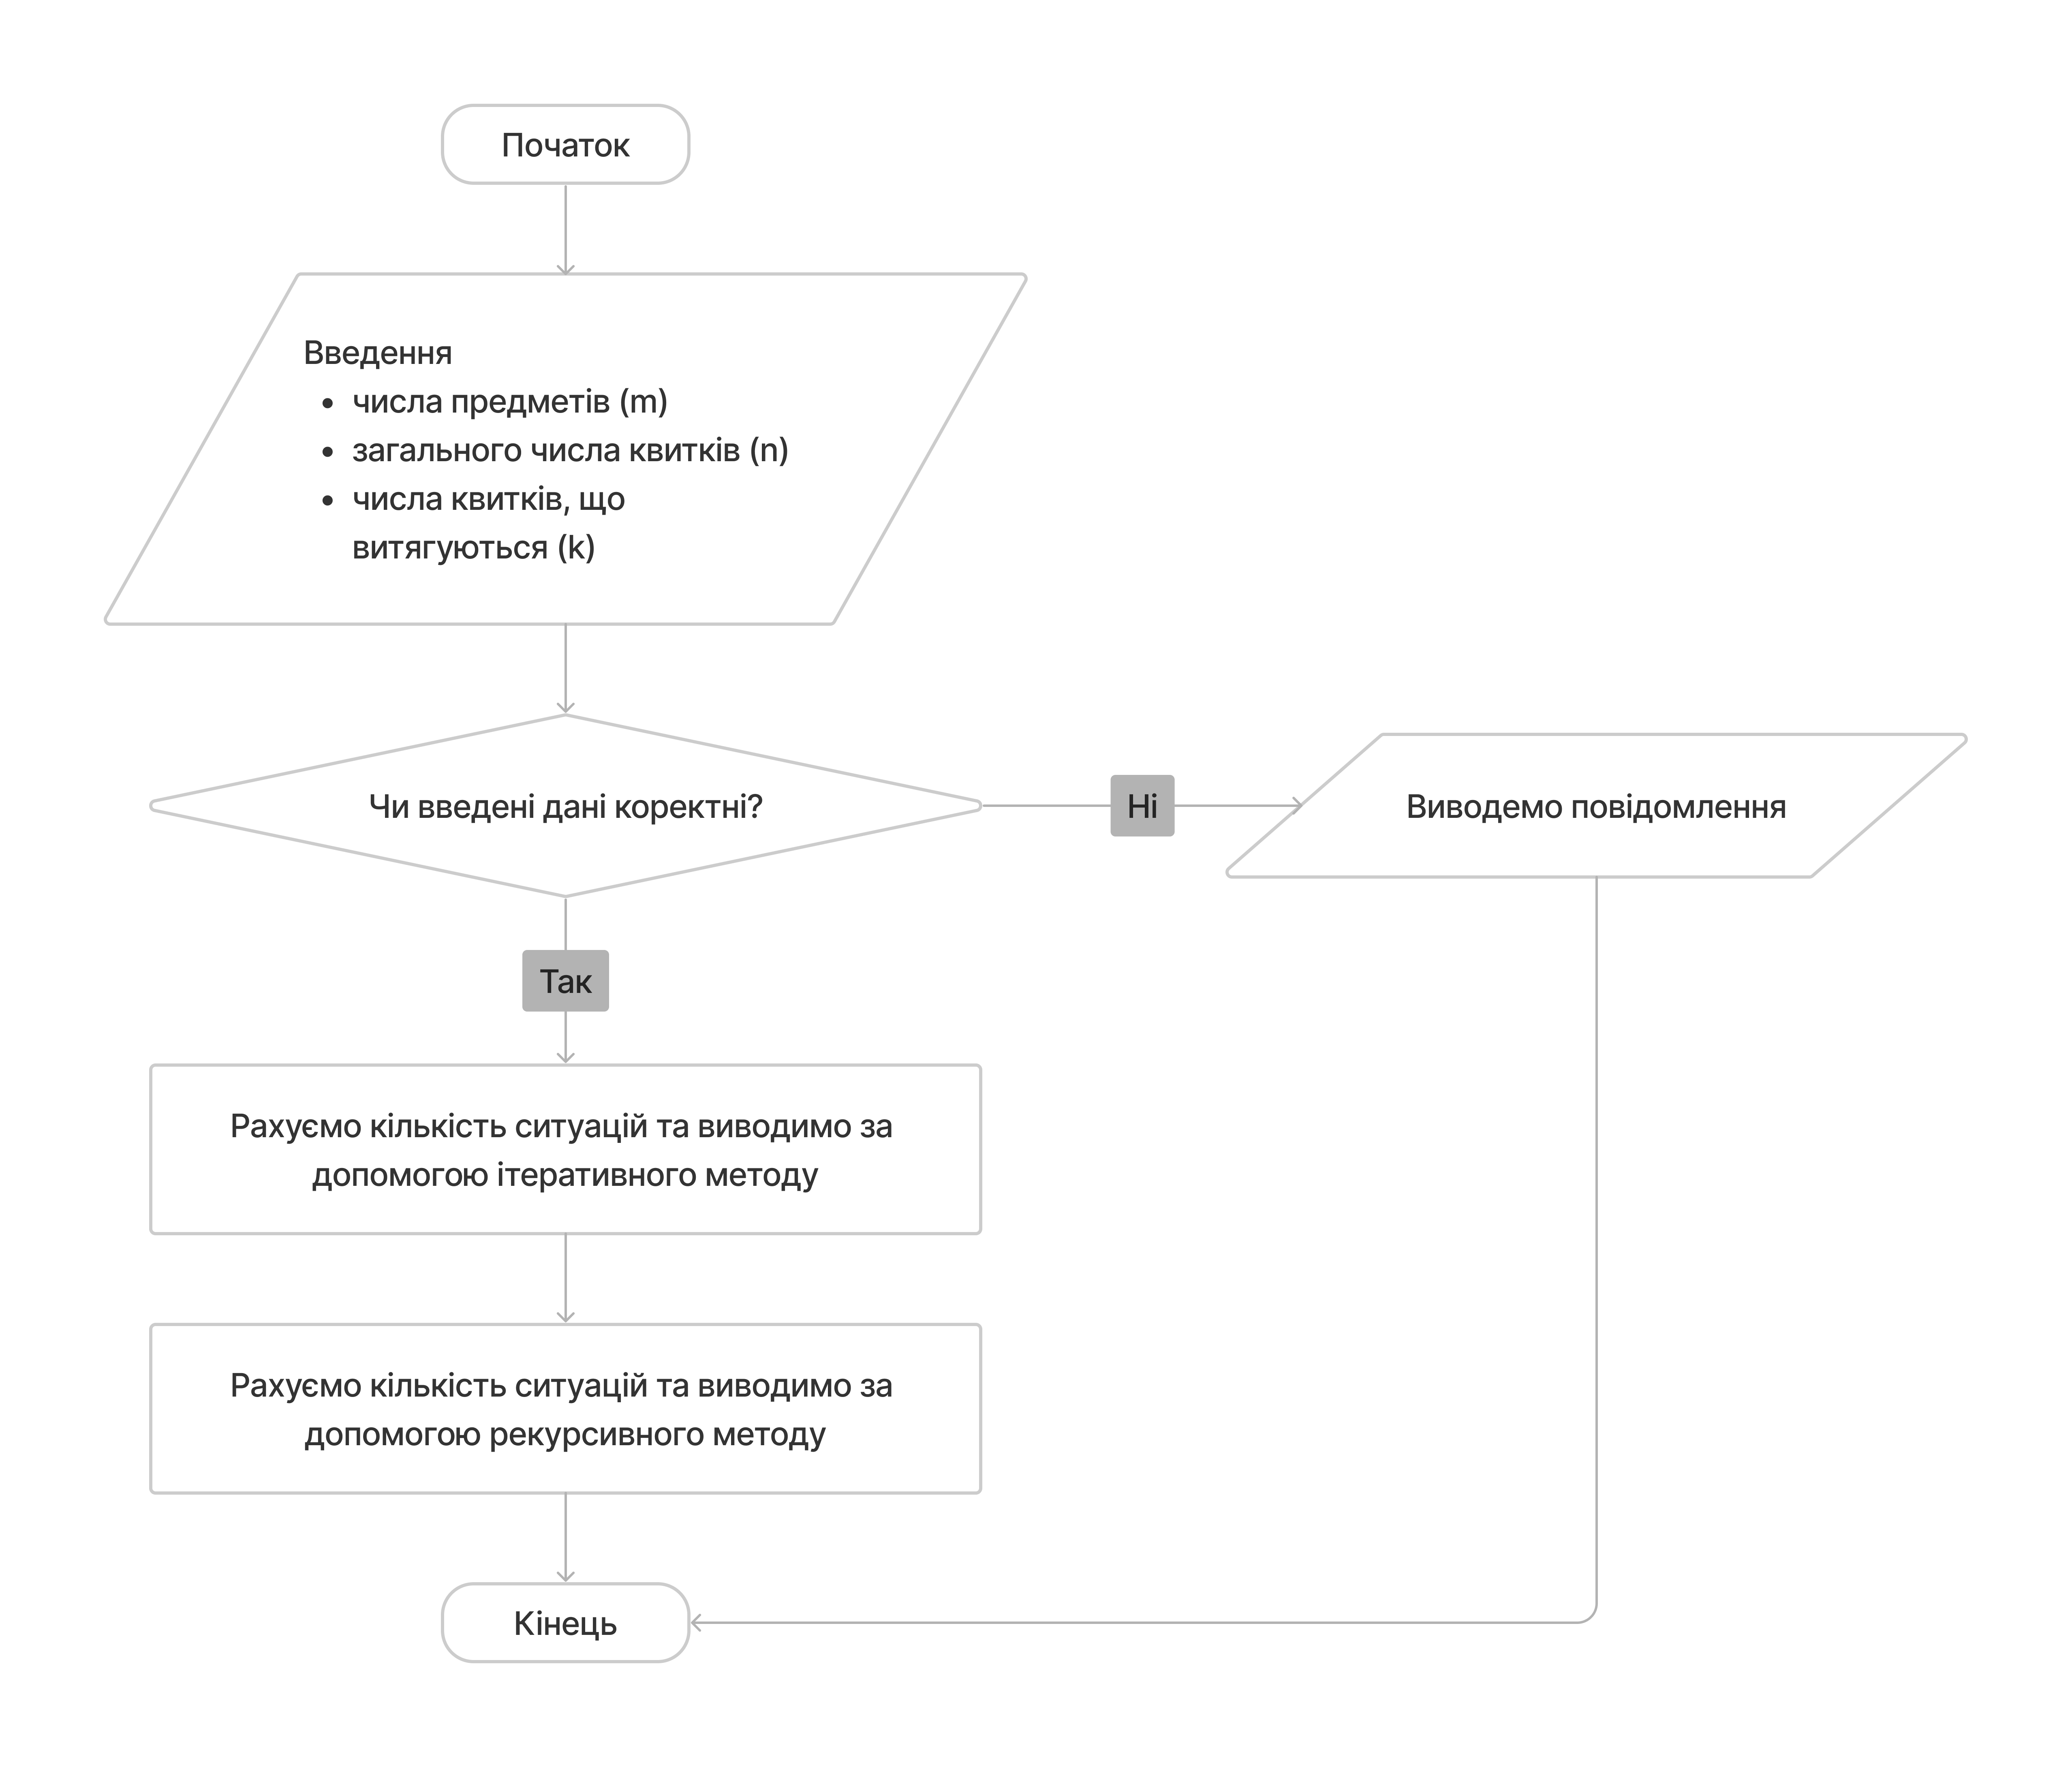 Початок
Введення
• числа предметів (m)
• загального числа квитків (n)
• числа квитків, що
витягуються (k)
Чи введені дані коректні?
Ні
Виводемо повідомлення
Так
Рахуємо кількість ситуацій та виводимо за
допомогою ітеративного методу
Рахуємо кількість ситуацій та виводимо за
допомогою рекурсивного методу
Кінець